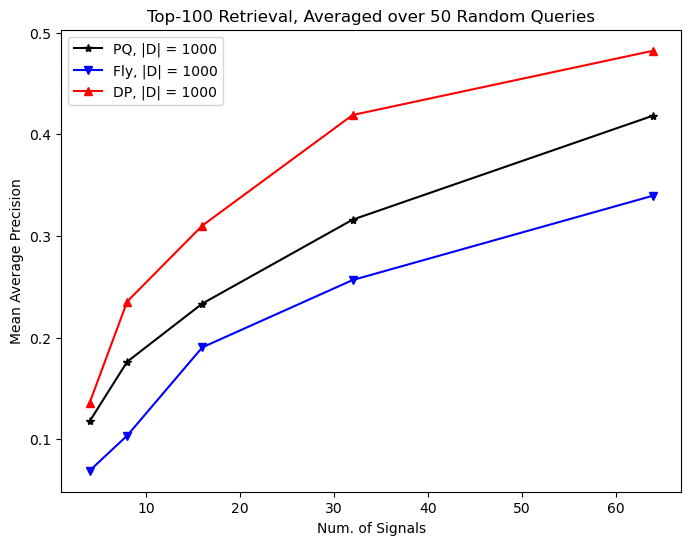 Top-100 Retrieval, Averaged over 50 Random Queries
PQ, |D| = 1000
Fly, |D| = 1000
DP, |D| = 1000
Mean Average Precision
0.5
0.4
0.3
0.2
0.1
10 20 30 40 50 60
Num. of Signals